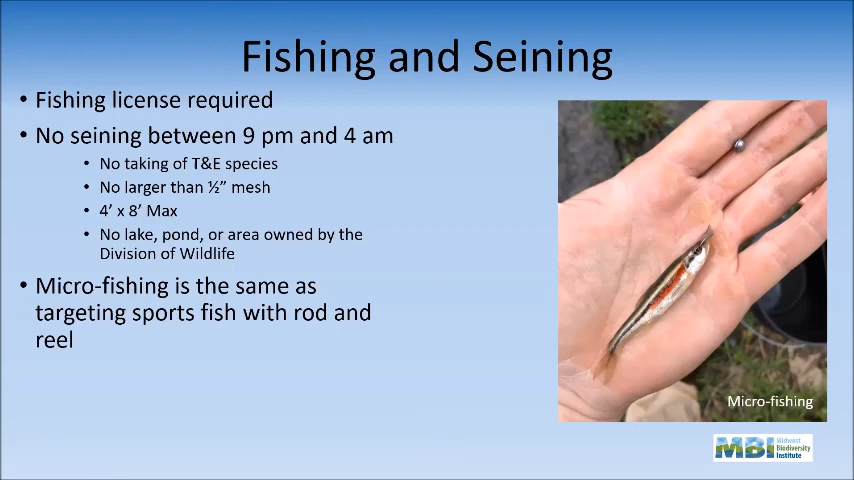 Fishing and Seining
• Fishing license required
• No seining between 9 pm and 4 am
• No taking of T&E species
• No larger than ½” mesh
• 4’ x 8’ Max
• No lake, pond, or area owned by the
Division of Wildlife
• Micro-fishing is the same as
targeting sports fish with rod and
reel
Micro-fishing
MBI
Midwest
Biodiversity
Institute